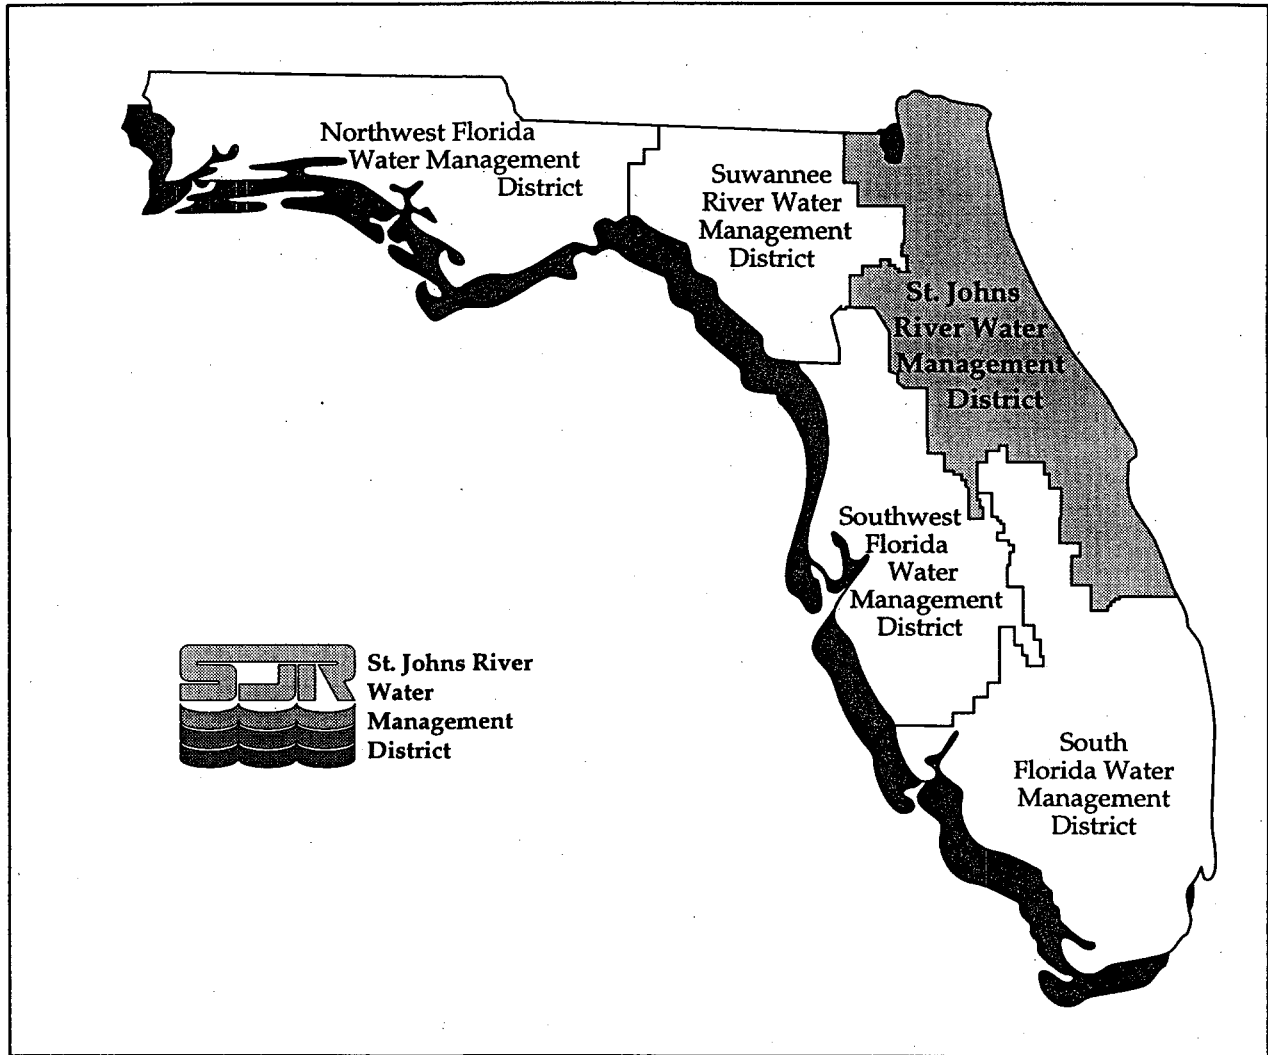 Northwest Florida
Water Management
District
Suwannee
River Water
Management
District
St. Johns
River Water
Management
District
Southwest
Florida
Water
Management
District
SJR
St. Johns River
Water
Management
District
South
Florida Water
Management
District